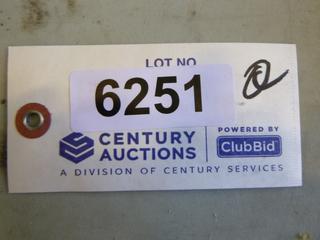 LOT NO
6251
CENTURY
AUCTIONS
POWERED BY
ClubBid
A DIVISION OF CENTURY SERVICES